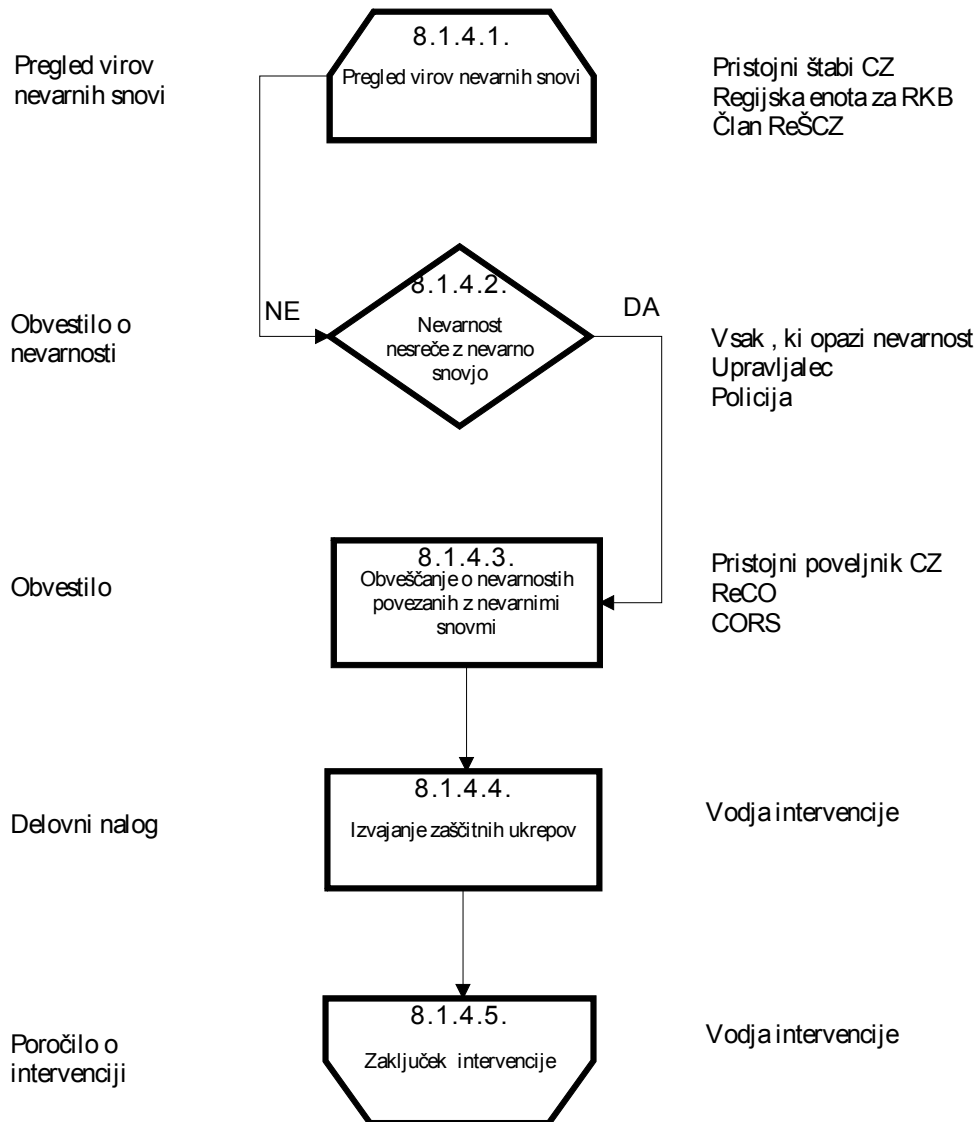 Pregled virov
nevarnih snovi
8.1.4.1.
Pregled virov nevarnih snovi
Pristojni štabi CZ
Regijska enota za RKB
Član ReŠCZ
Obvestilo o
nevarnosti
NE
8.1.4.2.
Nevarnost
nesreče z nevarno
snovjo
DA
Vsak , ki opazi nevarnost
Upravljalec
Policija
Obvestilo
8.1.4.3.
Obveščanje o nevarnostih
povezanih z nevarnimi
snovmi
Pristojni poveljnik CZ
ReCO
CORS
Delovni nalog
8.1.4.4.
Izvajanje zaščitnih ukrepov
Vodja intervencije
Poročilo o
intervenciji
8.1.4.5.
Zaključek intervencije
Vodja intervencije